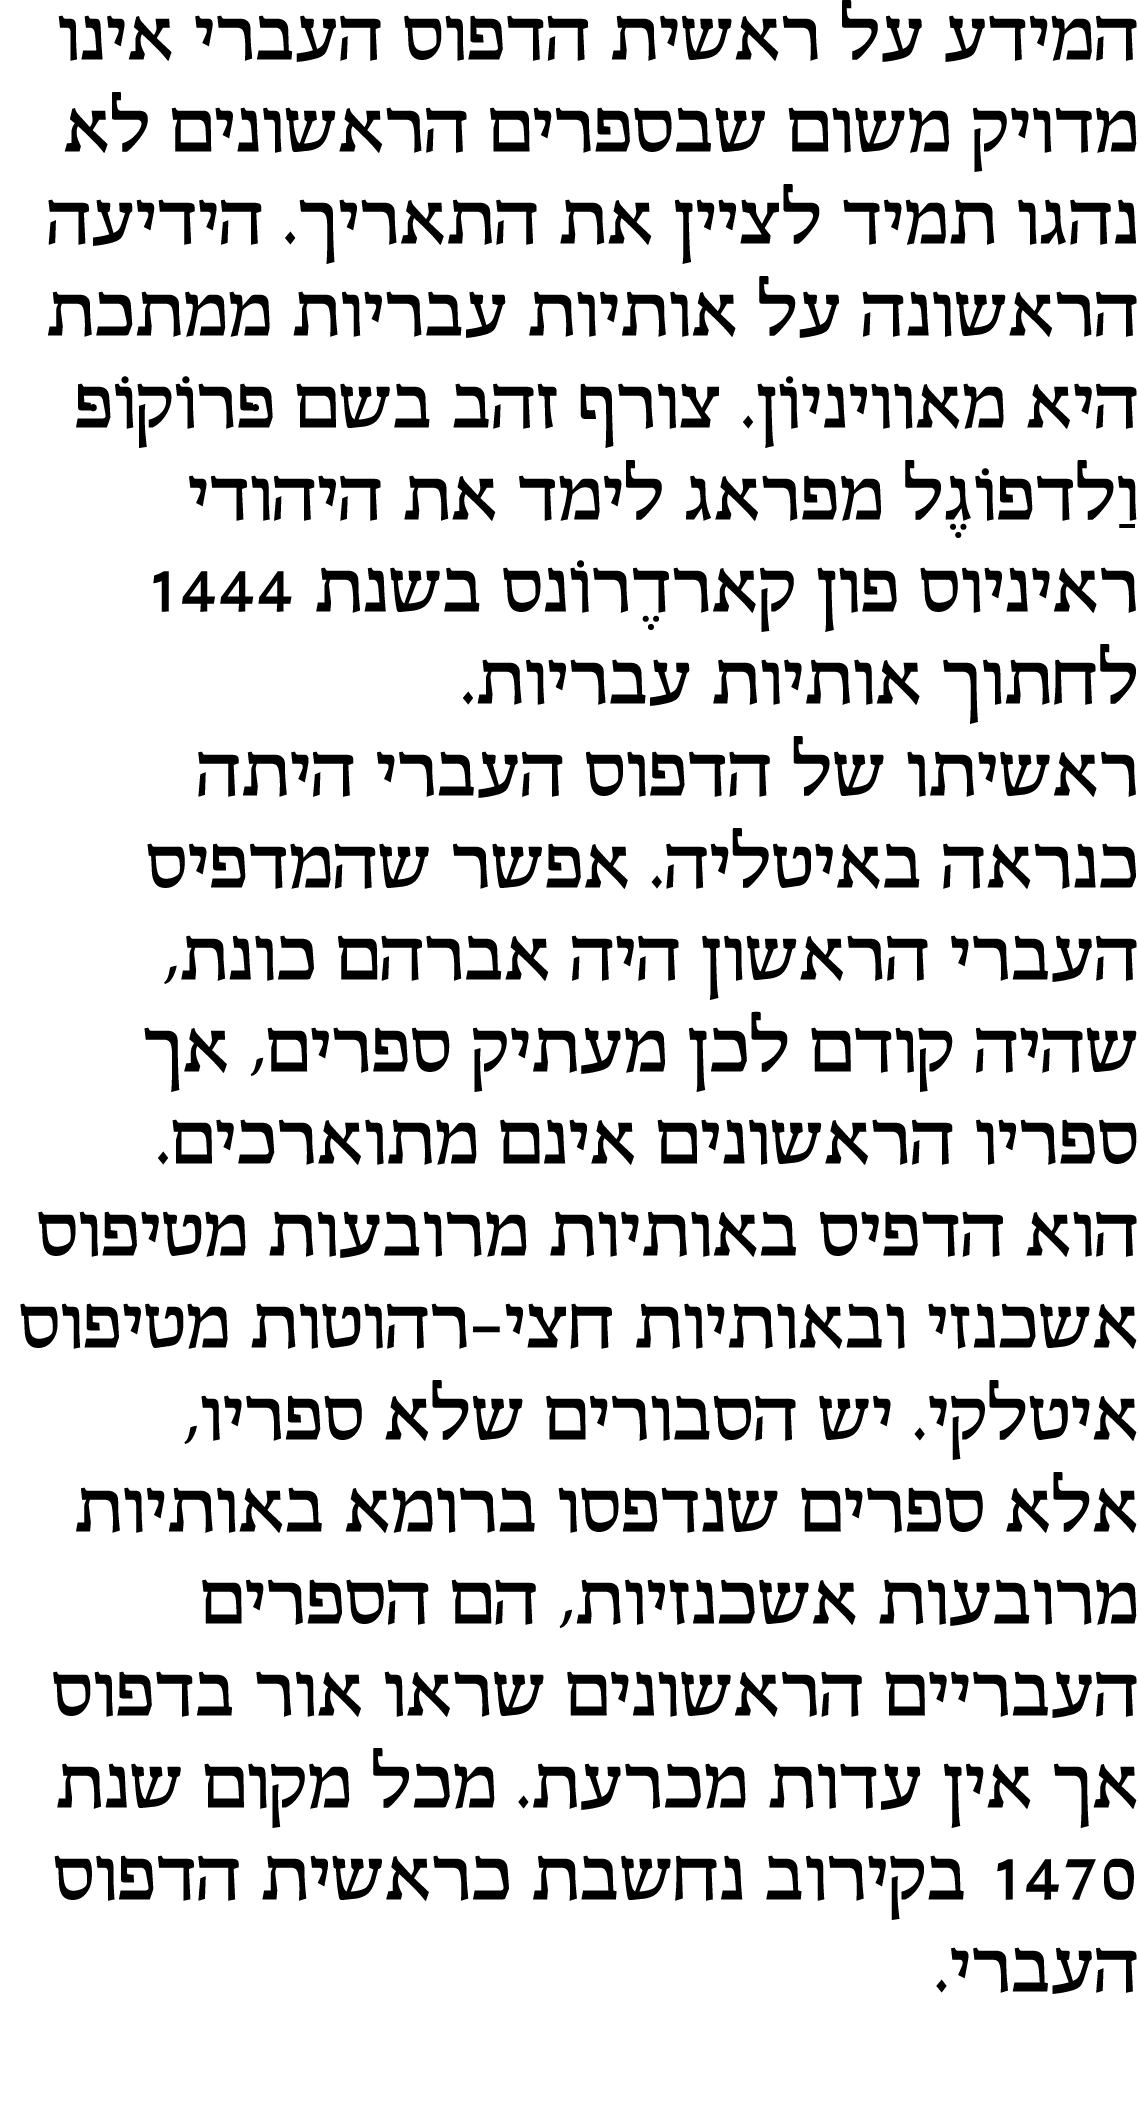 המידע על ראשית הדפוס העברי אינו
מדויק משום שבספרים הראשונים לא
נהגו תמיד לציין את התאריך. הידיעה
הראשונה על אותיות עבריות ממתכת
היא מאוויניוֹן. צורף זהב בשם פּרוֹקוֹפּ
וַלדפוֹגֶל מפראג לימד את היהודי
ראיניוס פון קארדֶרוֹנס בשנת 1444
לחתוך אותיות עבריות.
ראשיתו של הדפוס העברי היתה
כנראה באיטליה. אפשר שהמדפיס
העברי הראשון היה אברהם כונת,
שהיה קודם לכן מעתיק ספרים, אך
ספריו הראשונים אינם מתוארכים.
הוא הדפיס באותיות מרובעות מטיפוס
אשכנזי ובאותיות חצי-רהוטות מטיפוס
איטלקי. יש הסבורים שלא ספריו,
אלא ספרים שנדפסו ברומא באותיות
מרובעות אשכנזיות, הם הספרים
העבריים הראשונים שראו אור בדפוס
אך אין עדות מכרעת. מכל מקום שנת
1470 בקירוב נחשבת כראשית הדפוס
העברי.